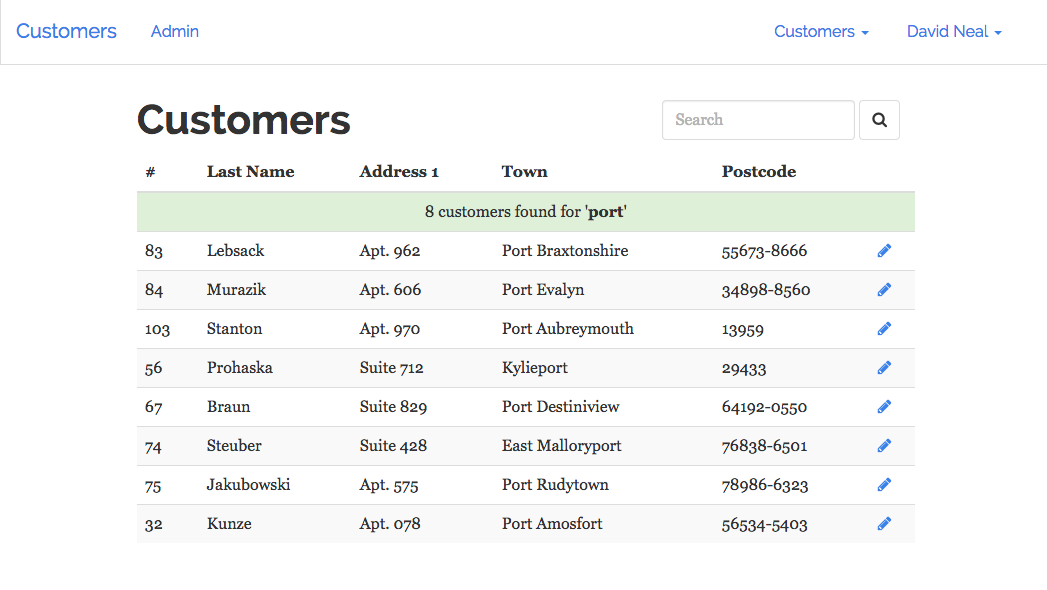 Customers Admin Customers David Neal
Customers Search
# Last Name Address 1 Town Postcode
8 customers found for 'port'
83 Lebsack Apt. 962 Port Braxtonshire 55673-8666
84 Murazik Apt. 606 Port Evalyn 34898-8560
103 Stanton Apt. 970 Port Aubreymouth 13959
56 Prohaska Suite 712 Kylieport 29433
67 Braun Suite 829 Port Destiniview 64192-0550
74 Steuber Suite 428 East Malloryport 76838-6501
75 Jakubowski Apt. 575 Port Rudytown 78986-6323
32 Kunze Apt. 078 Port Amosfort 56534-5403